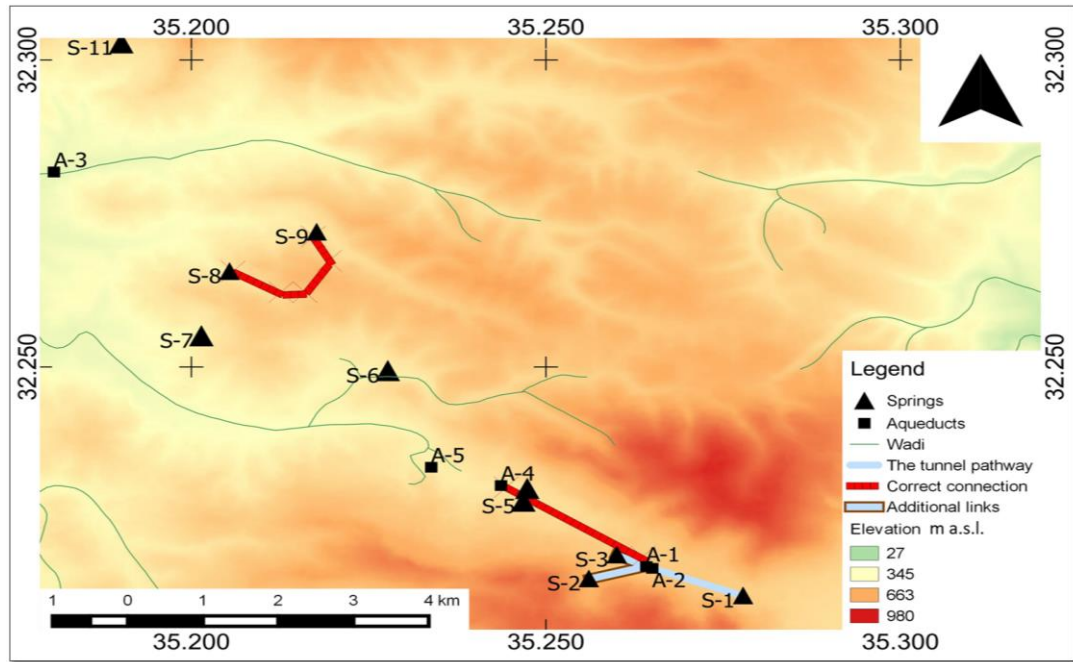 35.200 35.250 35.300
32.300 32.300
S-11
A-3
S-9
S-8
S-7
32.250 32.250
S-6
A-5
A-4
S-5
S-3 A-1
S-2 A-2
S-1
Legend
Springs
Aqueducts
Wadi
The tunnel pathway
Correct connection
Additional links
Elevation m a.s.l.
27
345
663
980
1 0 1 2 3 4 km
35.200 35.250 35.300